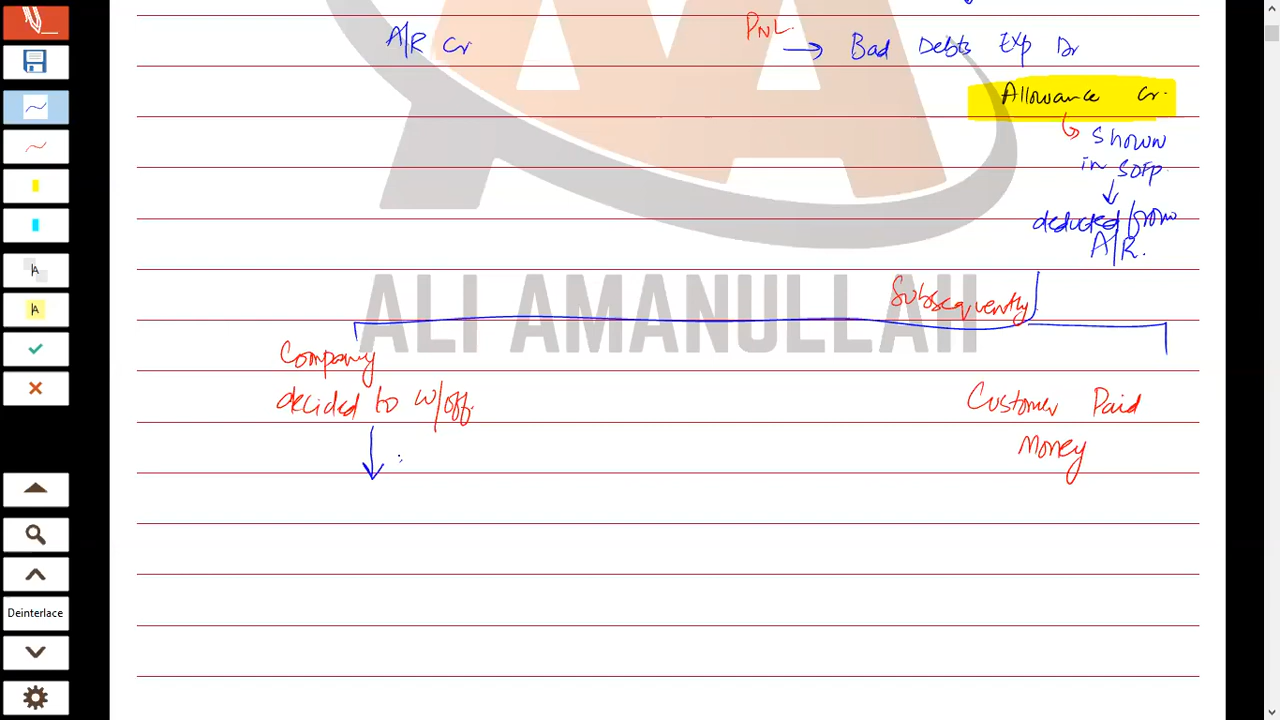 A/R Cr
PNL
→ Bad Debts Exp Dr
Allowance Cr.
Shown
in SOFP
deducted from
A/R.
Subsequently
ALI AMANULLAH
Company
decided to w/off.
Customer Paid
Money
A
A
Deinterlace